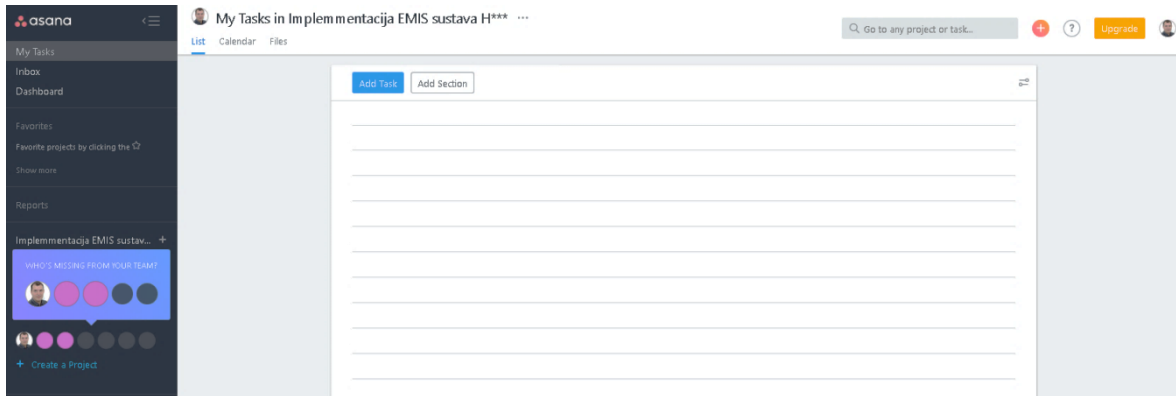 asana
My Tasks
Inbox
Dashboard
Favorites
Favorite projects by clicking the
Show more
Reports
Implemmentacija EMIS sustav... +
WHO'S MISSING FROM YOUR TEAM?
+ Create a Project
My Tasks in Implemmentacija EMIS sustava H*** ...
List Calendar Files
Go to any project or task...
+ ? Upgrade
Add Task Add Section